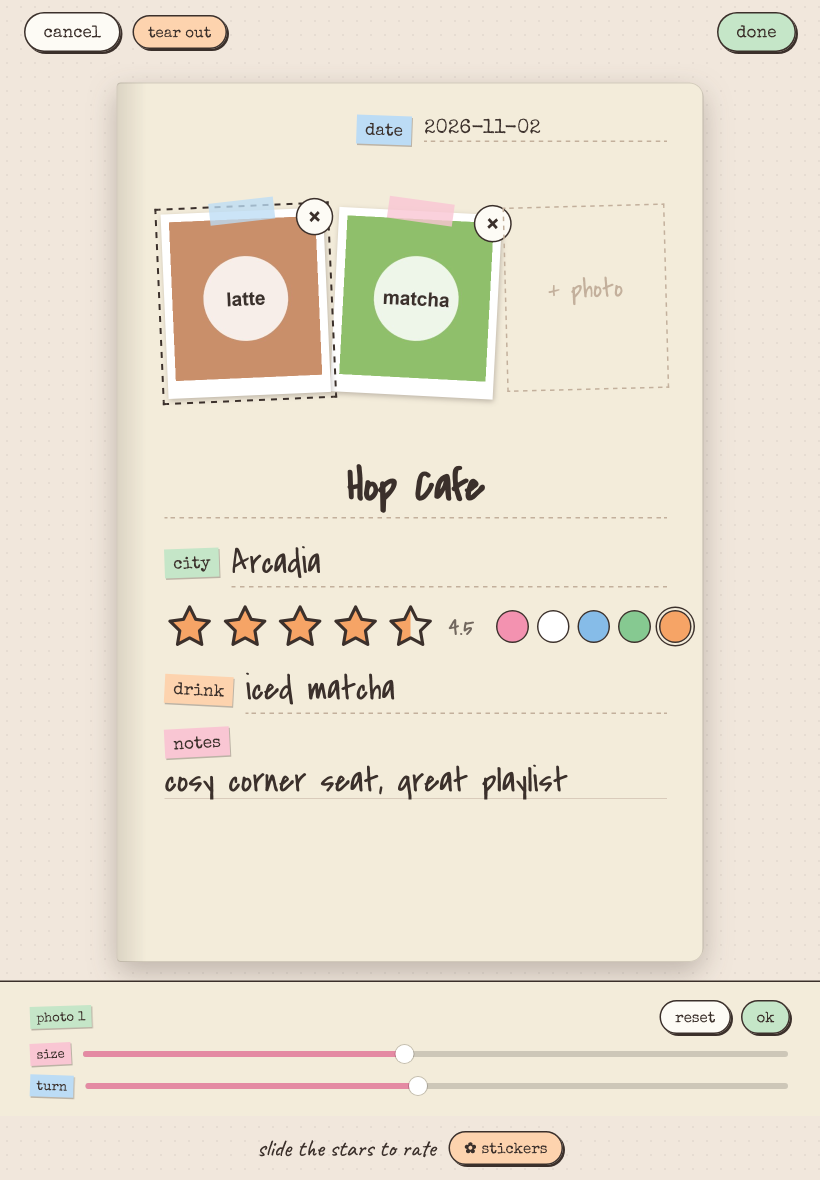 cancel
tear out
done
date 2026-11-02
latte
matcha
+ photo
Hop Cafe
city Arcadia
4.5
drink iced matcha
notes
cosy corner seat, great playlist
photo 1
reset
ok
size
turn
slide the stars to rate
✿ stickers